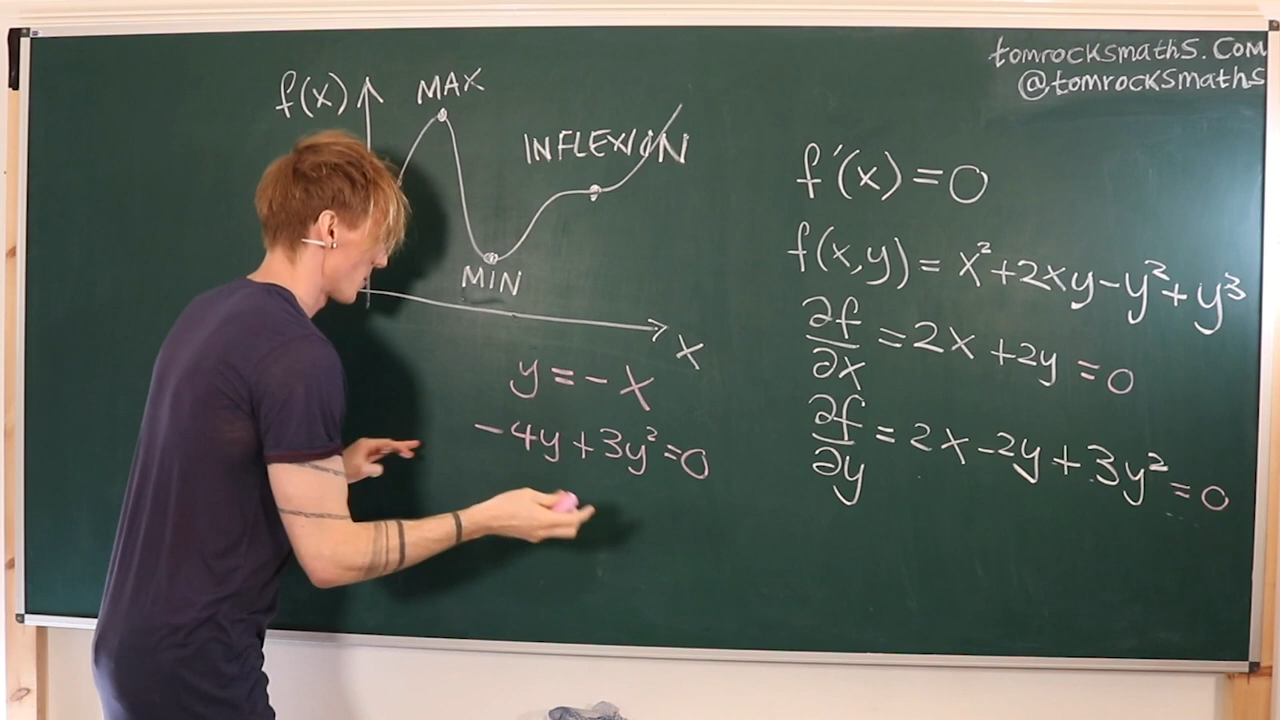 tomrocksmaths.com
@tomrocksmaths
f(x)
MAX
INFLEXION
MIN
x
y = - x
- 4y + 3y² = 0
f'(x) = 0
f(x,y) = x² + 2xy - y² + y³
∂f/∂x = 2x + 2y = 0
∂f/∂y = 2x - 2y + 3y² = 0